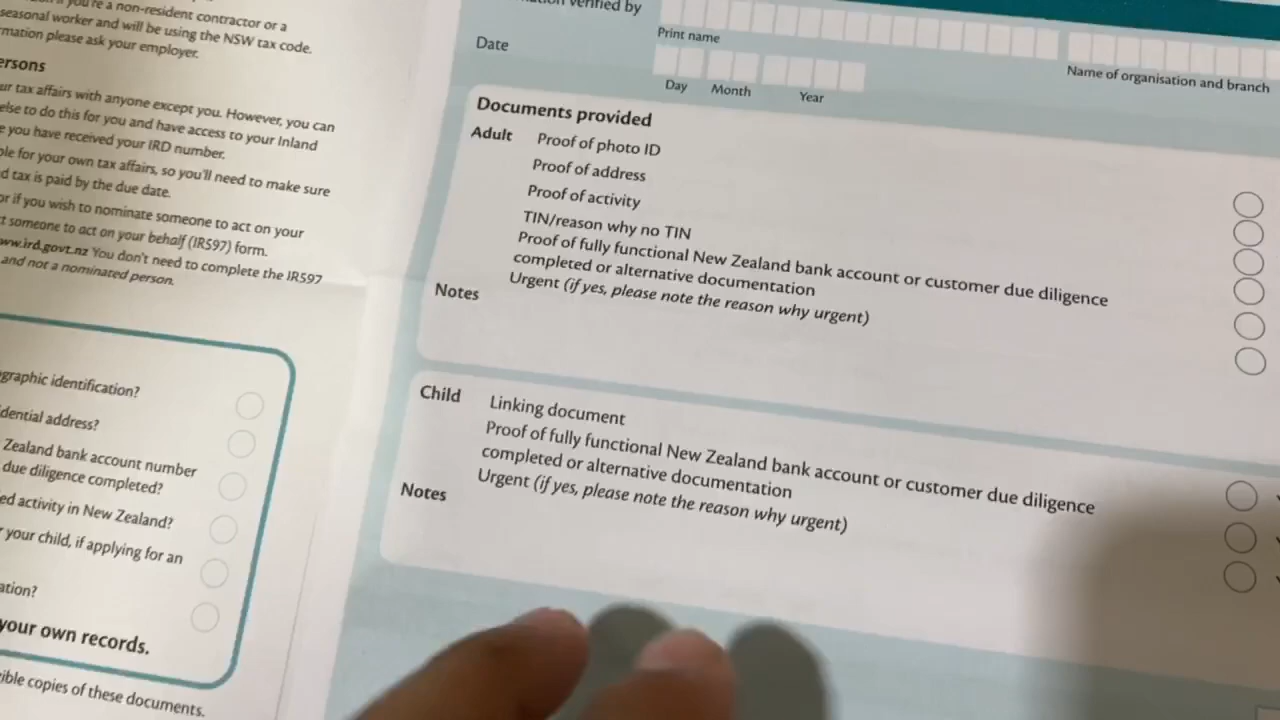 you're a non-resident contractor or a
seasonal worker and will be using the NSW tax code.
please ask your employer.
ur tax affairs with anyone except you. However, you can
else to do this for you and have access to your Inland
you have received your IRD number.
for your own tax affairs, so you'll need to make sure
tax is paid by the due date.
or if you wish to nominate someone to act on your
someone to act on your behalf (IR597) form.
www.ird.govt.nz You don't need to complete the IR597
and not a nominated person.
identification?
address?
Zealand bank account number
due diligence completed?
activity in New Zealand?
your child, if applying for an
your own records.
copies of these documents.
verified by
Print name
Name of organisation and branch
Date
Day Month Year
Documents provided
Adult Proof of photo ID
Proof of address
Proof of activity
TIN/reason why no TIN
Proof of fully functional New Zealand bank account or customer due diligence
completed or alternative documentation
Urgent (if yes, please note the reason why urgent)
Notes
Child Linking document
Proof of fully functional New Zealand bank account or customer due diligence
completed or alternative documentation
Urgent (if yes, please note the reason why urgent)
Notes